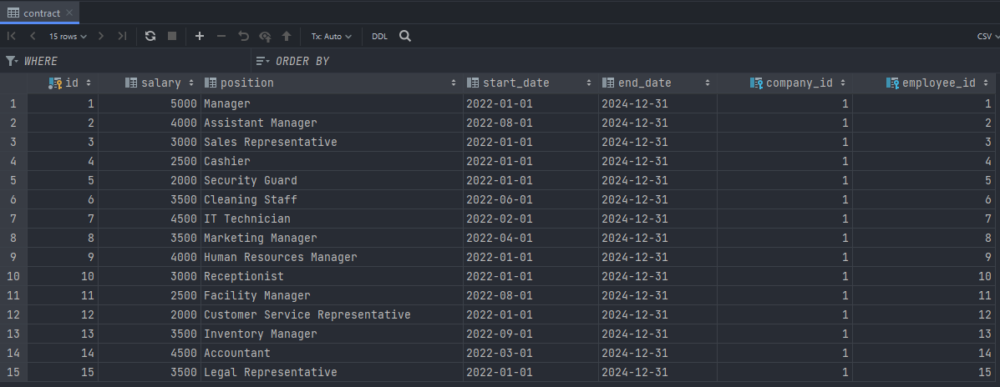 contract
15 rows Tx: Auto DDL CSV
WHERE ORDER BY
id salary position start_date end_date company_id employee_id
1 1 5000 Manager 2022-01-01 2024-12-31 1 1
2 2 4000 Assistant Manager 2022-08-01 2024-12-31 1 2
3 3 3000 Sales Representative 2022-01-01 2024-12-31 1 3
4 4 2500 Cashier 2022-01-01 2024-12-31 1 4
5 5 2000 Security Guard 2022-01-01 2024-12-31 1 5
6 6 3500 Cleaning Staff 2022-06-01 2024-12-31 1 6
7 7 4500 IT Technician 2022-02-01 2024-12-31 1 7
8 8 3500 Marketing Manager 2022-04-01 2024-12-31 1 8
9 9 4000 Human Resources Manager 2022-01-01 2024-12-31 1 9
10 10 3000 Receptionist 2022-01-01 2024-12-31 1 10
11 11 2500 Facility Manager 2022-08-01 2024-12-31 1 11
12 12 2000 Customer Service Representative 2022-01-01 2024-12-31 1 12
13 13 3500 Inventory Manager 2022-09-01 2024-12-31 1 13
14 14 4500 Accountant 2022-03-01 2024-12-31 1 14
15 15 3500 Legal Representative 2022-01-01 2024-12-31 1 15